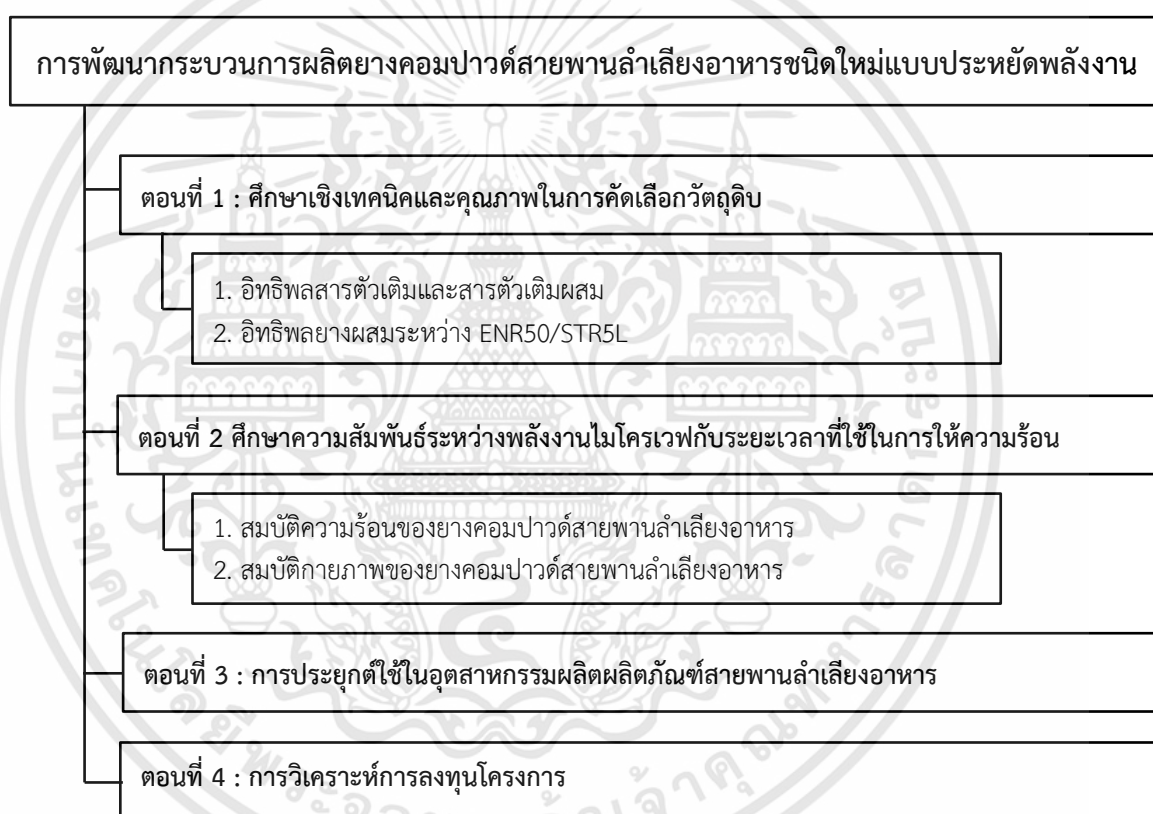 การพัฒนากระบวนการผลิตยางคอมปาวด์สายพานลำเลียงอาหารชนิดใหม่แบบประหยัดพลังงาน
ตอนที่ 1 : ศึกษาเชิงเทคนิคและคุณภาพในการคัดเลือกวัตถุดิบ
1. อิทธิพลสารตัวเติมและสารตัวเติมผสม
2. อิทธิพลยางผสมระหว่าง ENR50/STR5L
ตอนที่ 2 ศึกษาความสัมพันธ์ระหว่างพลังงานไมโครเวฟกับระยะเวลาที่ใช้ในการให้ความร้อน
1. สมบัติความร้อนของยางคอมปาวด์สายพานลำเลียงอาหาร
2. สมบัติกายภาพของยางคอมปาวด์สายพานลำเลียงอาหาร
ตอนที่ 3 : การประยุกต์ใช้ในอุตสาหกรรมผลิตผลิตภัณฑ์สายพานลำเลียงอาหาร
ตอนที่ 4 : การวิเคราะห์การลงทุนโครงการ